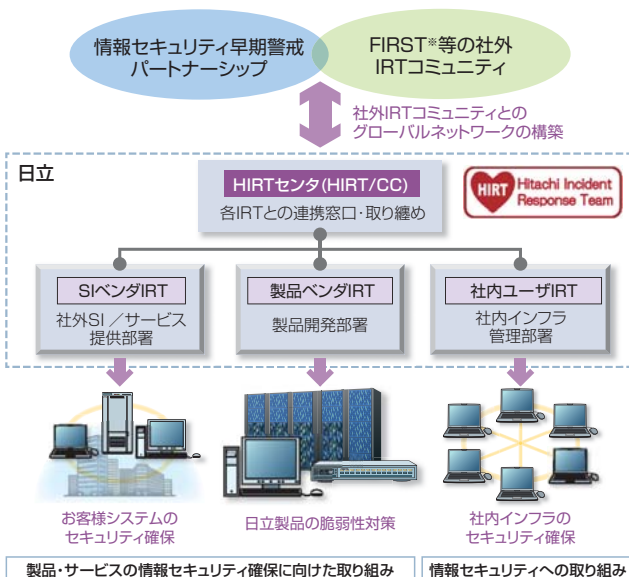 情報セキュリティ早期警戒
パートナーシップ
FIRST※等の社外
IRTコミュニティ
社外IRTコミュニティとの
グローバルネットワークの構築
日立
HIRTセンタ(HIRT/CC)
各IRTとの連携窓口・取り纏め
HIRT
Hitachi Incident
Response Team
SIベンダIRT
社外SI／サービス
提供部署
製品ベンダIRT
製品開発部署
社内ユーザIRT
社内インフラ
管理部署
お客様システムの
セキュリティ確保
日立製品の脆弱性対策
社内インフラの
セキュリティ確保
製品・サービスの情報セキュリティ確保に向けた取り組み
情報セキュリティへの取り組み